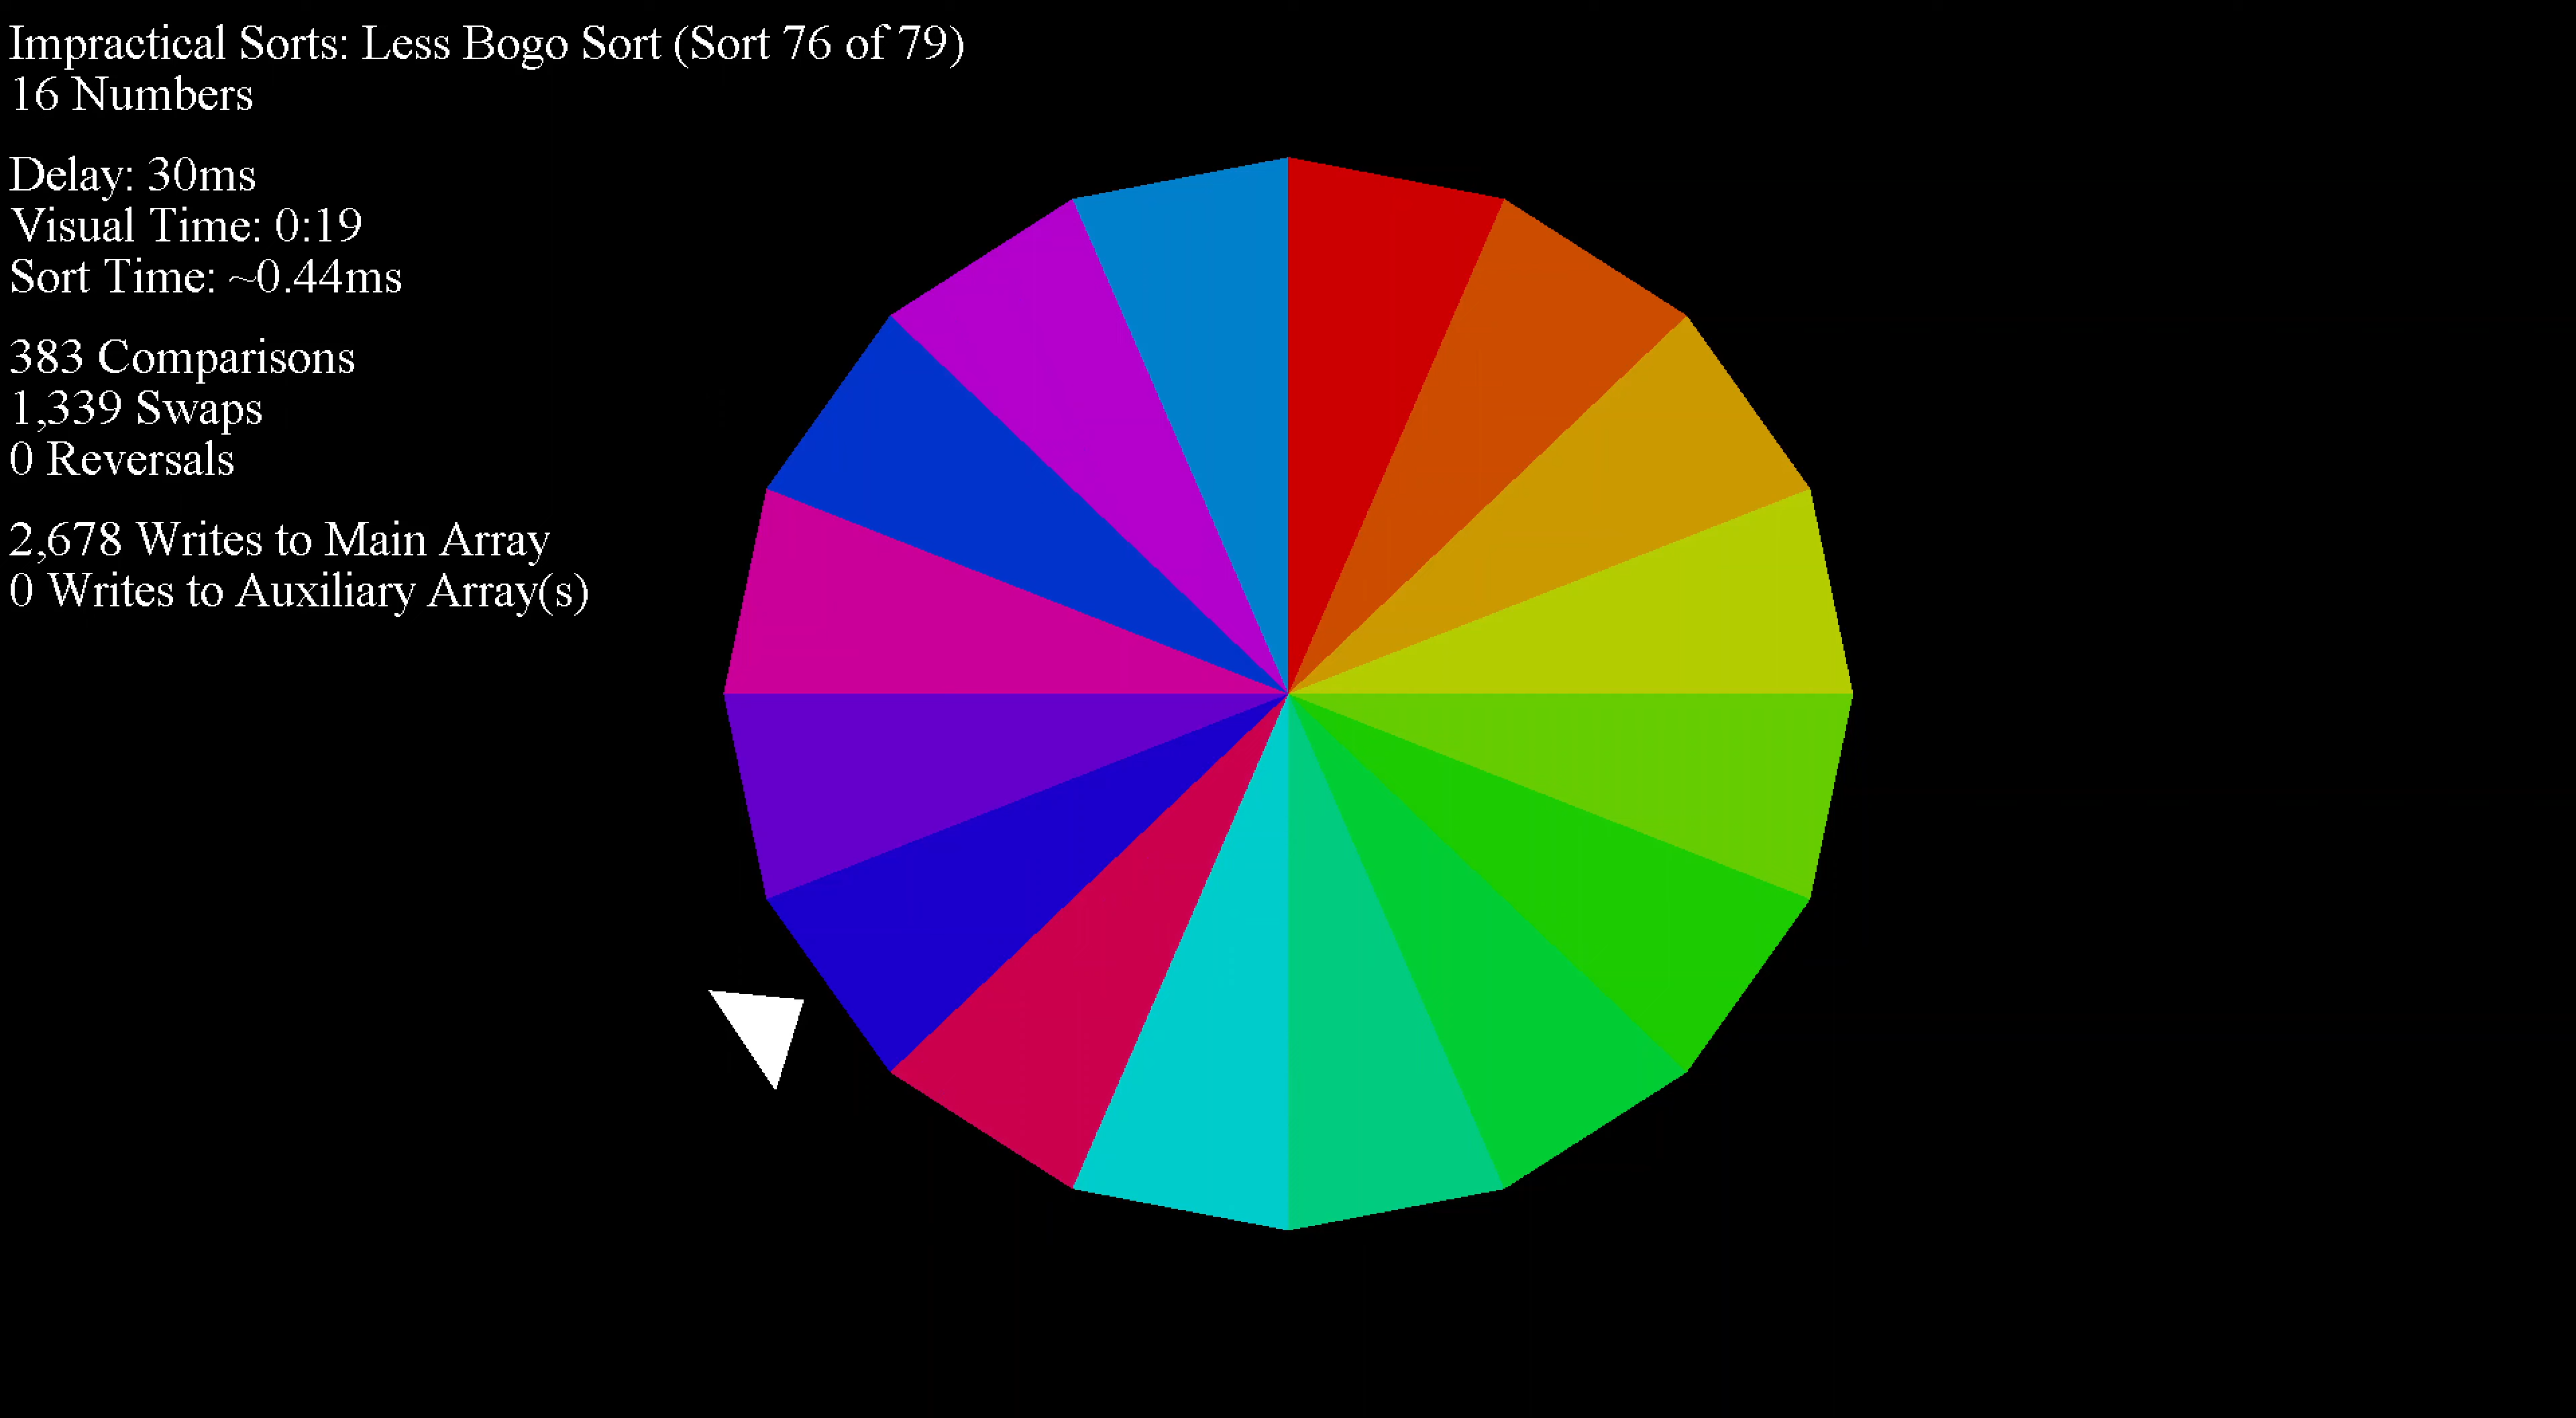 Impractical Sorts: Less Bogo Sort (Sort 76 of 79)
16 Numbers
Delay: 30ms
Visual Time: 0:19
Sort Time: ~0.44ms
383 Comparisons
1,339 Swaps
0 Reversals
2,678 Writes to Main Array
0 Writes to Auxiliary Array(s)